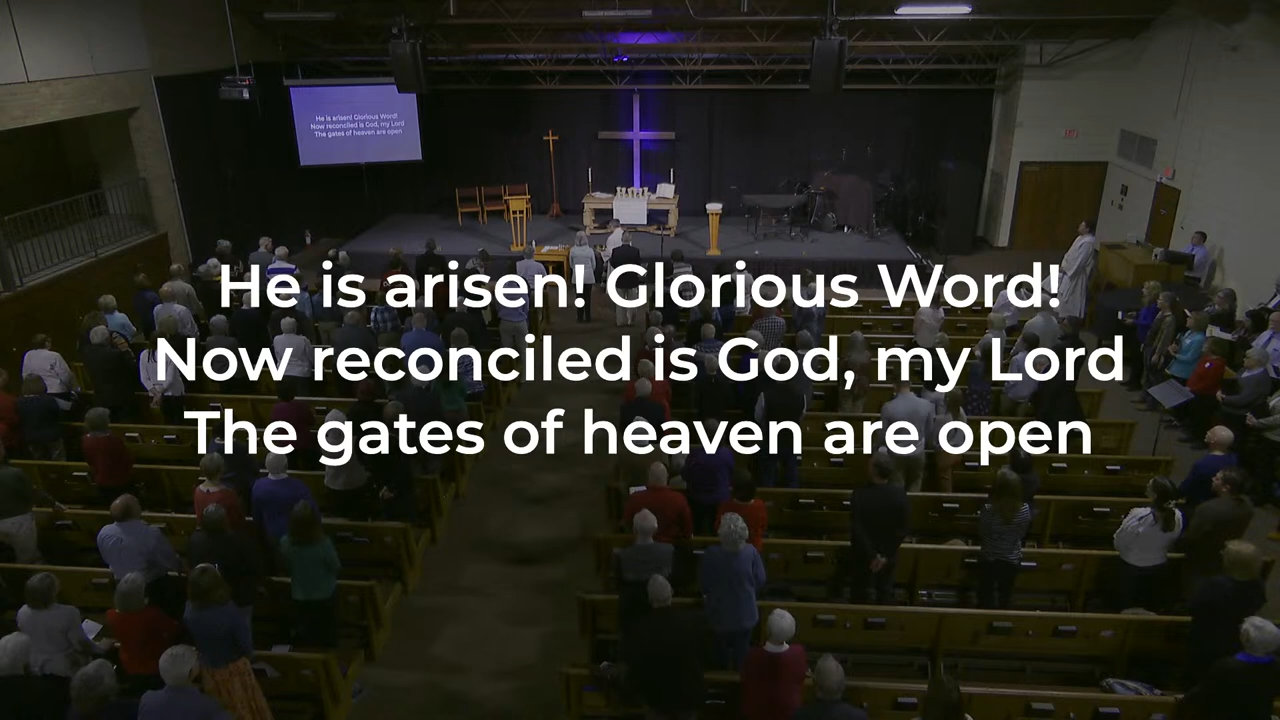 He is arisen! Glorious Word!
Now reconciled is God, my Lord
The gates of heaven are open
He is arisen! Glorious Word!
Now reconciled is God, my Lord
The gates of heaven are open